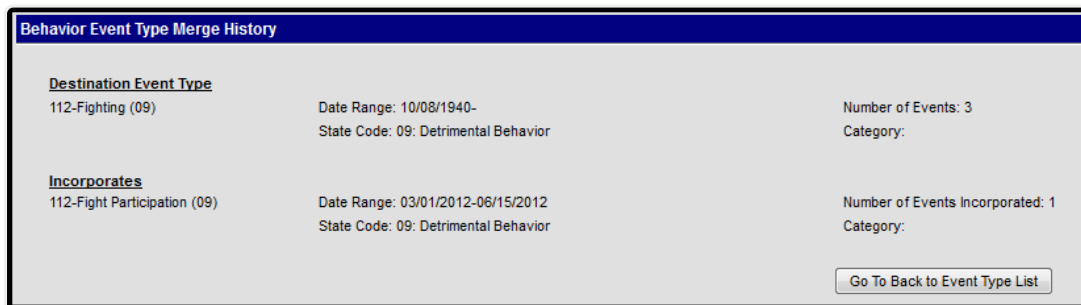 Behavior Event Type Merge History
Destination Event Type
112-Fighting (09) Date Range: 10/08/1940- Number of Events: 3
State Code: 09: Detrimental Behavior Category:
Incorporates
112-Fight Participation (09) Date Range: 03/01/2012-06/15/2012 Number of Events Incorporated: 1
State Code: 09: Detrimental Behavior Category:
Go To Back to Event Type List